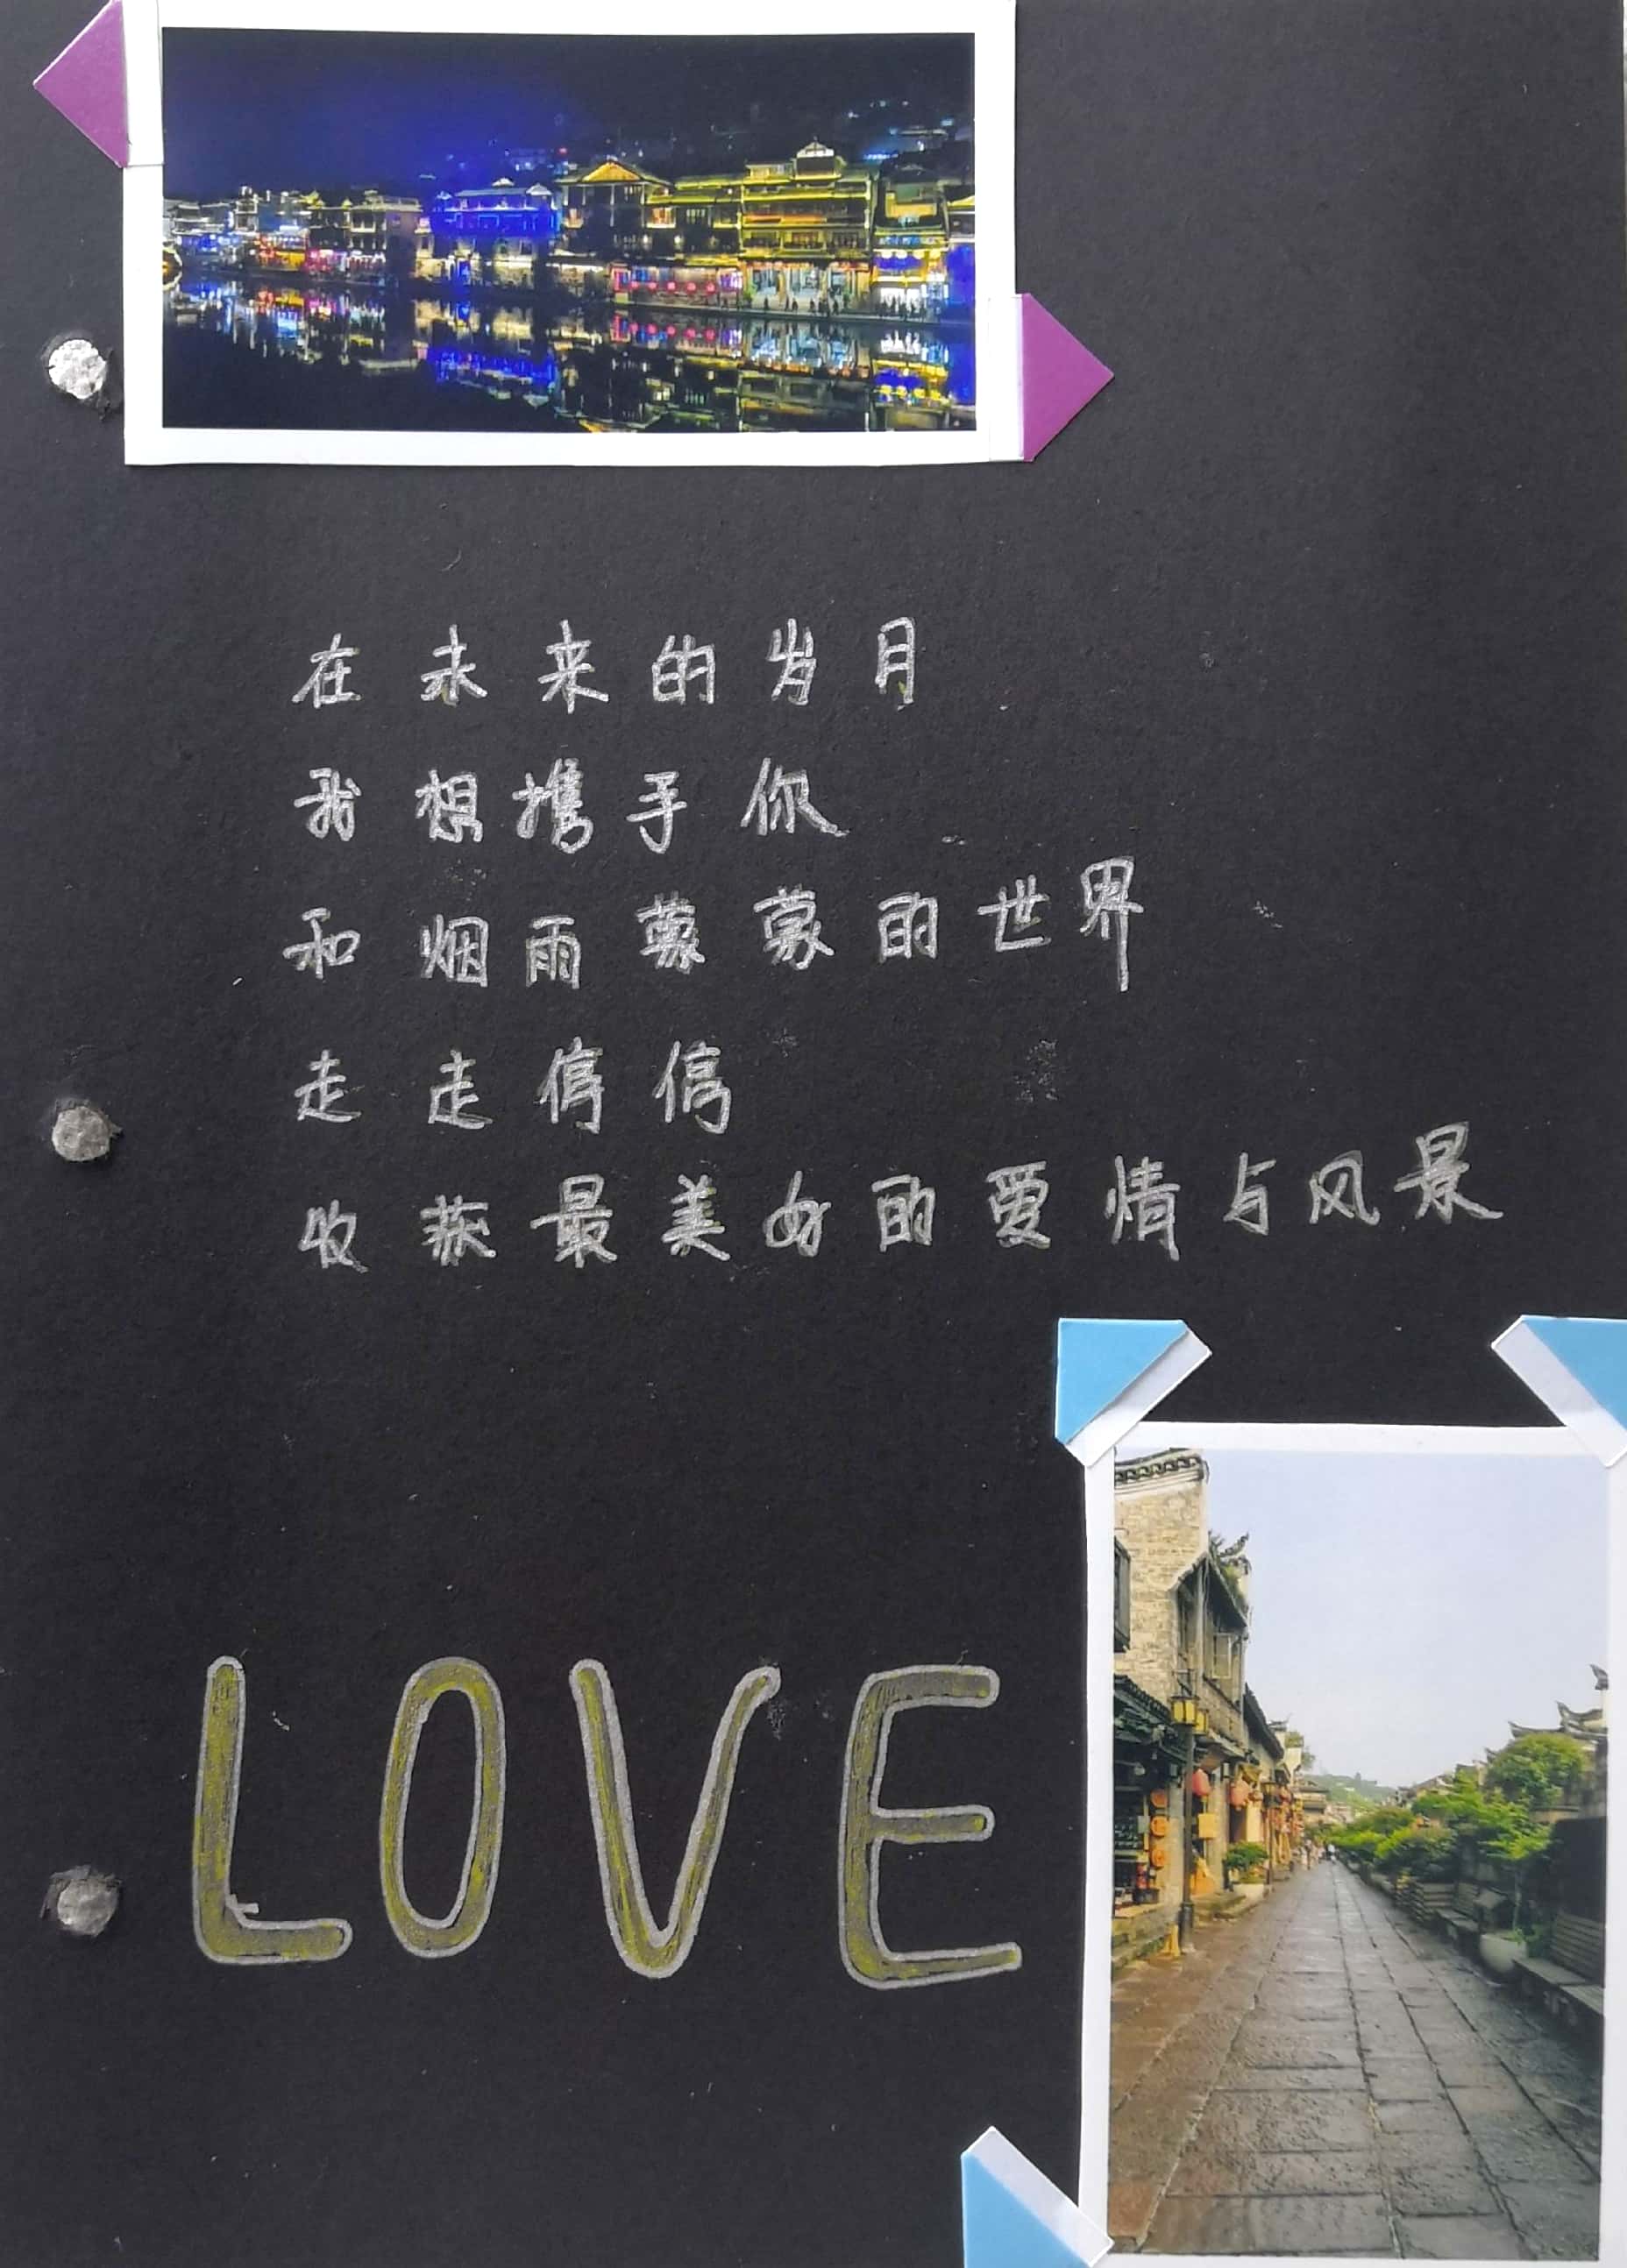 在未来的岁月
我想携手你
和烟雨蒙蒙的世界
走走停停
收获最美好的爱情与风景
LOVE